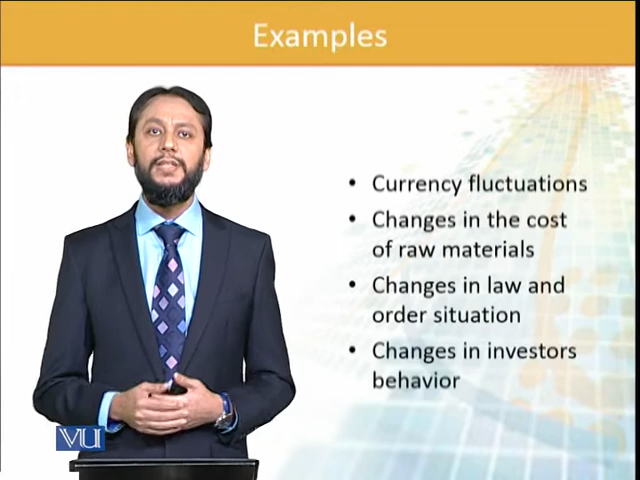 Examples
• Currency fluctuations
• Changes in the cost
of raw materials
• Changes in law and
order situation
• Changes in investors
behavior
VU